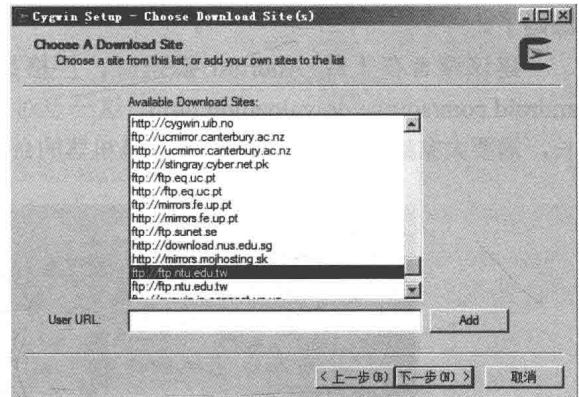 Cygwin Setup - Choose Download Site(s)
Choose A Download Site
Choose a site from this list, or add your own sites to the list
Available Download Sites:
http://cygwin.uib.no
ftp://ucmirror.canterbury.ac.nz
http://ucmirror.canterbury.ac.nz
http://stingray.cyber.net.pk
ftp://ftp.eq.uc.pt
http://ftp.eq.uc.pt
ftp://mirrors.fe.up.pt
http://mirrors.fe.up.pt
ftp://ftp.sunet.se
http://download.nus.edu.sg
http://mirrors.mojhosting.sk
ftp://ftp.ntu.edu.tw
ftp://ftp.ntu.edu.tw
User URL:
Add
< 上一步(B)
下一步(N) >
取消